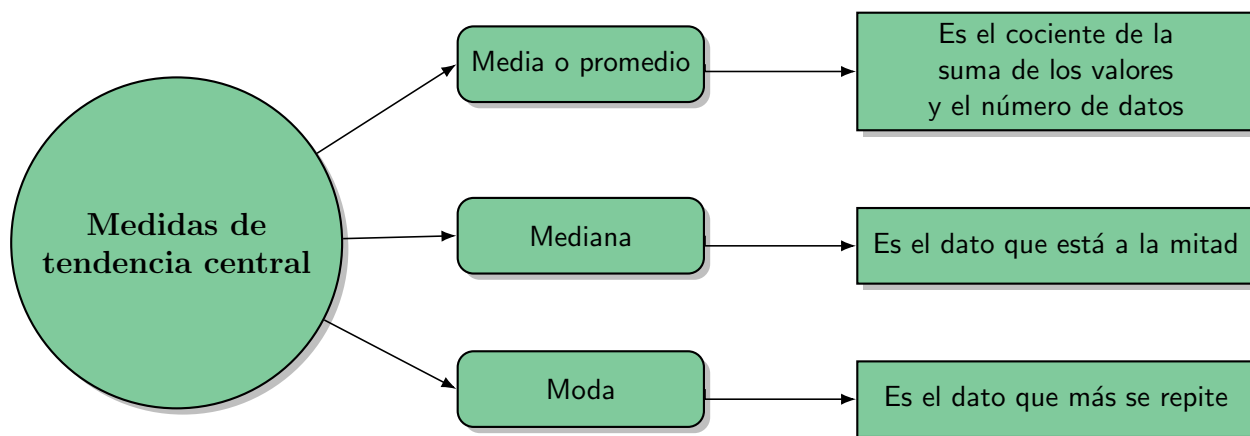 Medidas de
tendencia central
Media o promedio
Es el cociente de la
suma de los valores
y el número de datos
Mediana
Es el dato que está a la mitad
Moda
Es el dato que más se repite